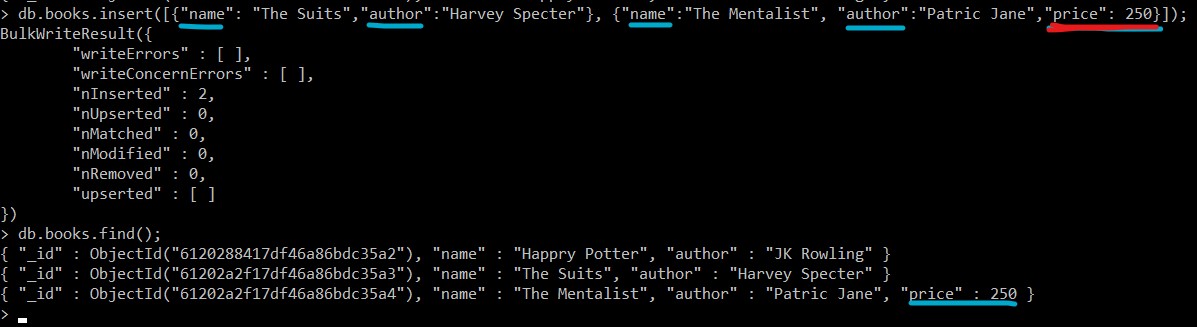 > db.books.insert([{"name": "The Suits","author":"Harvey Specter"}, {"name":"The Mentalist", "author":"Patric Jane","price": 250}]);
BulkWriteResult({
        "writeErrors" : [ ],
        "writeConcernErrors" : [ ],
        "nInserted" : 2,
        "nUpserted" : 0,
        "nMatched" : 0,
        "nModified" : 0,
        "nRemoved" : 0,
        "upserted" : [ ]
})
> db.books.find();
{ "_id" : ObjectId("6120288417df46a86bdc35a2"), "name" : "Happry Potter", "author" : "JK Rowling" }
{ "_id" : ObjectId("61202a2f17df46a86bdc35a3"), "name" : "The Suits", "author" : "Harvey Specter" }
{ "_id" : ObjectId("61202a2f17df46a86bdc35a4"), "name" : "The Mentalist", "author" : "Patric Jane", "price" : 250 }
>